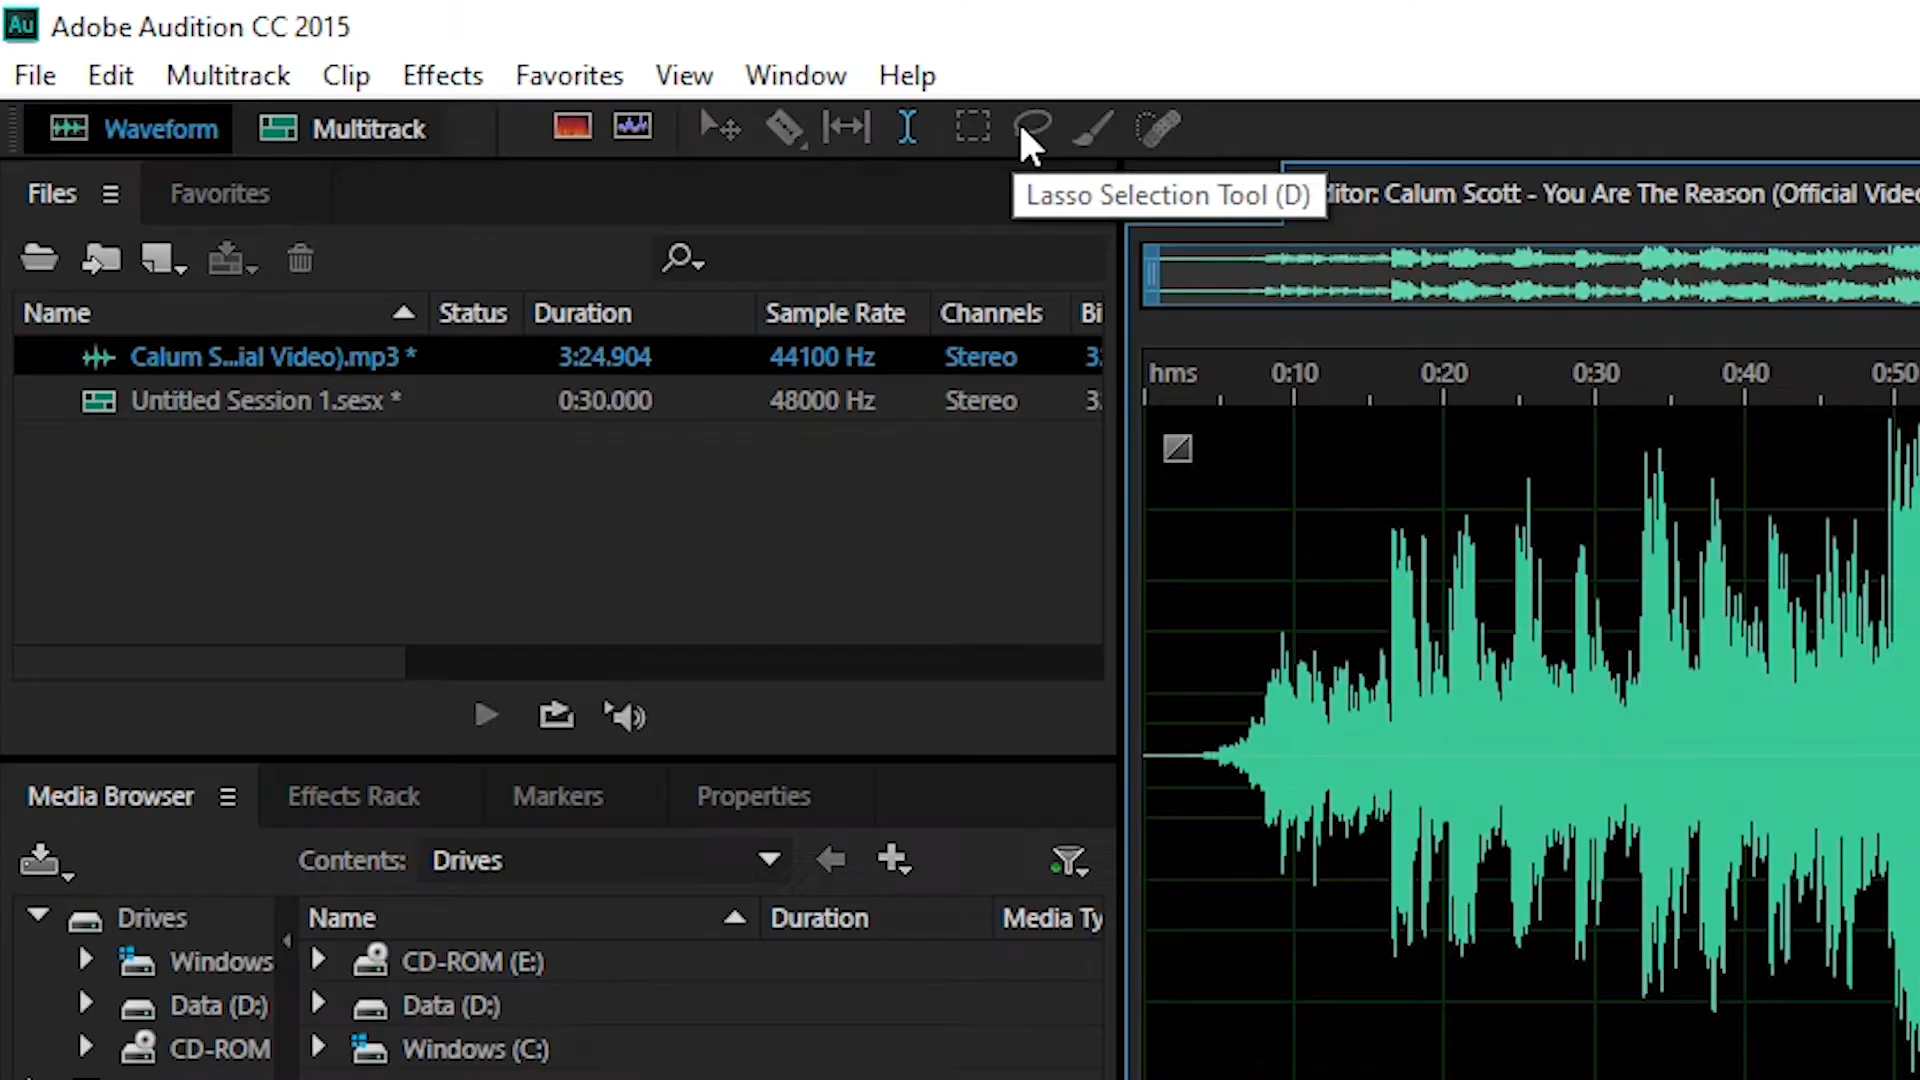 Au Adobe Audition CC 2015
File Edit Multitrack Clip Effects Favorites View Window Help
Waveform Multitrack
Lasso Selection Tool (D)
Files Favorites
itor: Calum Scott - You Are The Reason (Official Video
Name Status Duration Sample Rate Channels Bi
Calum S...ial Video).mp3 * 3:24.904 44100 Hz Stereo 3
Untitled Session 1.sesx * 0:30.000 48000 Hz Stereo 3
hms 0:10 0:20 0:30 0:40 0:50
Media Browser Effects Rack Markers Properties
Contents: Drives
Drives
Windows
Data (D:)
CD-ROM
Name Duration Media Ty
CD-ROM (E:)
Data (D:)
Windows (C:)